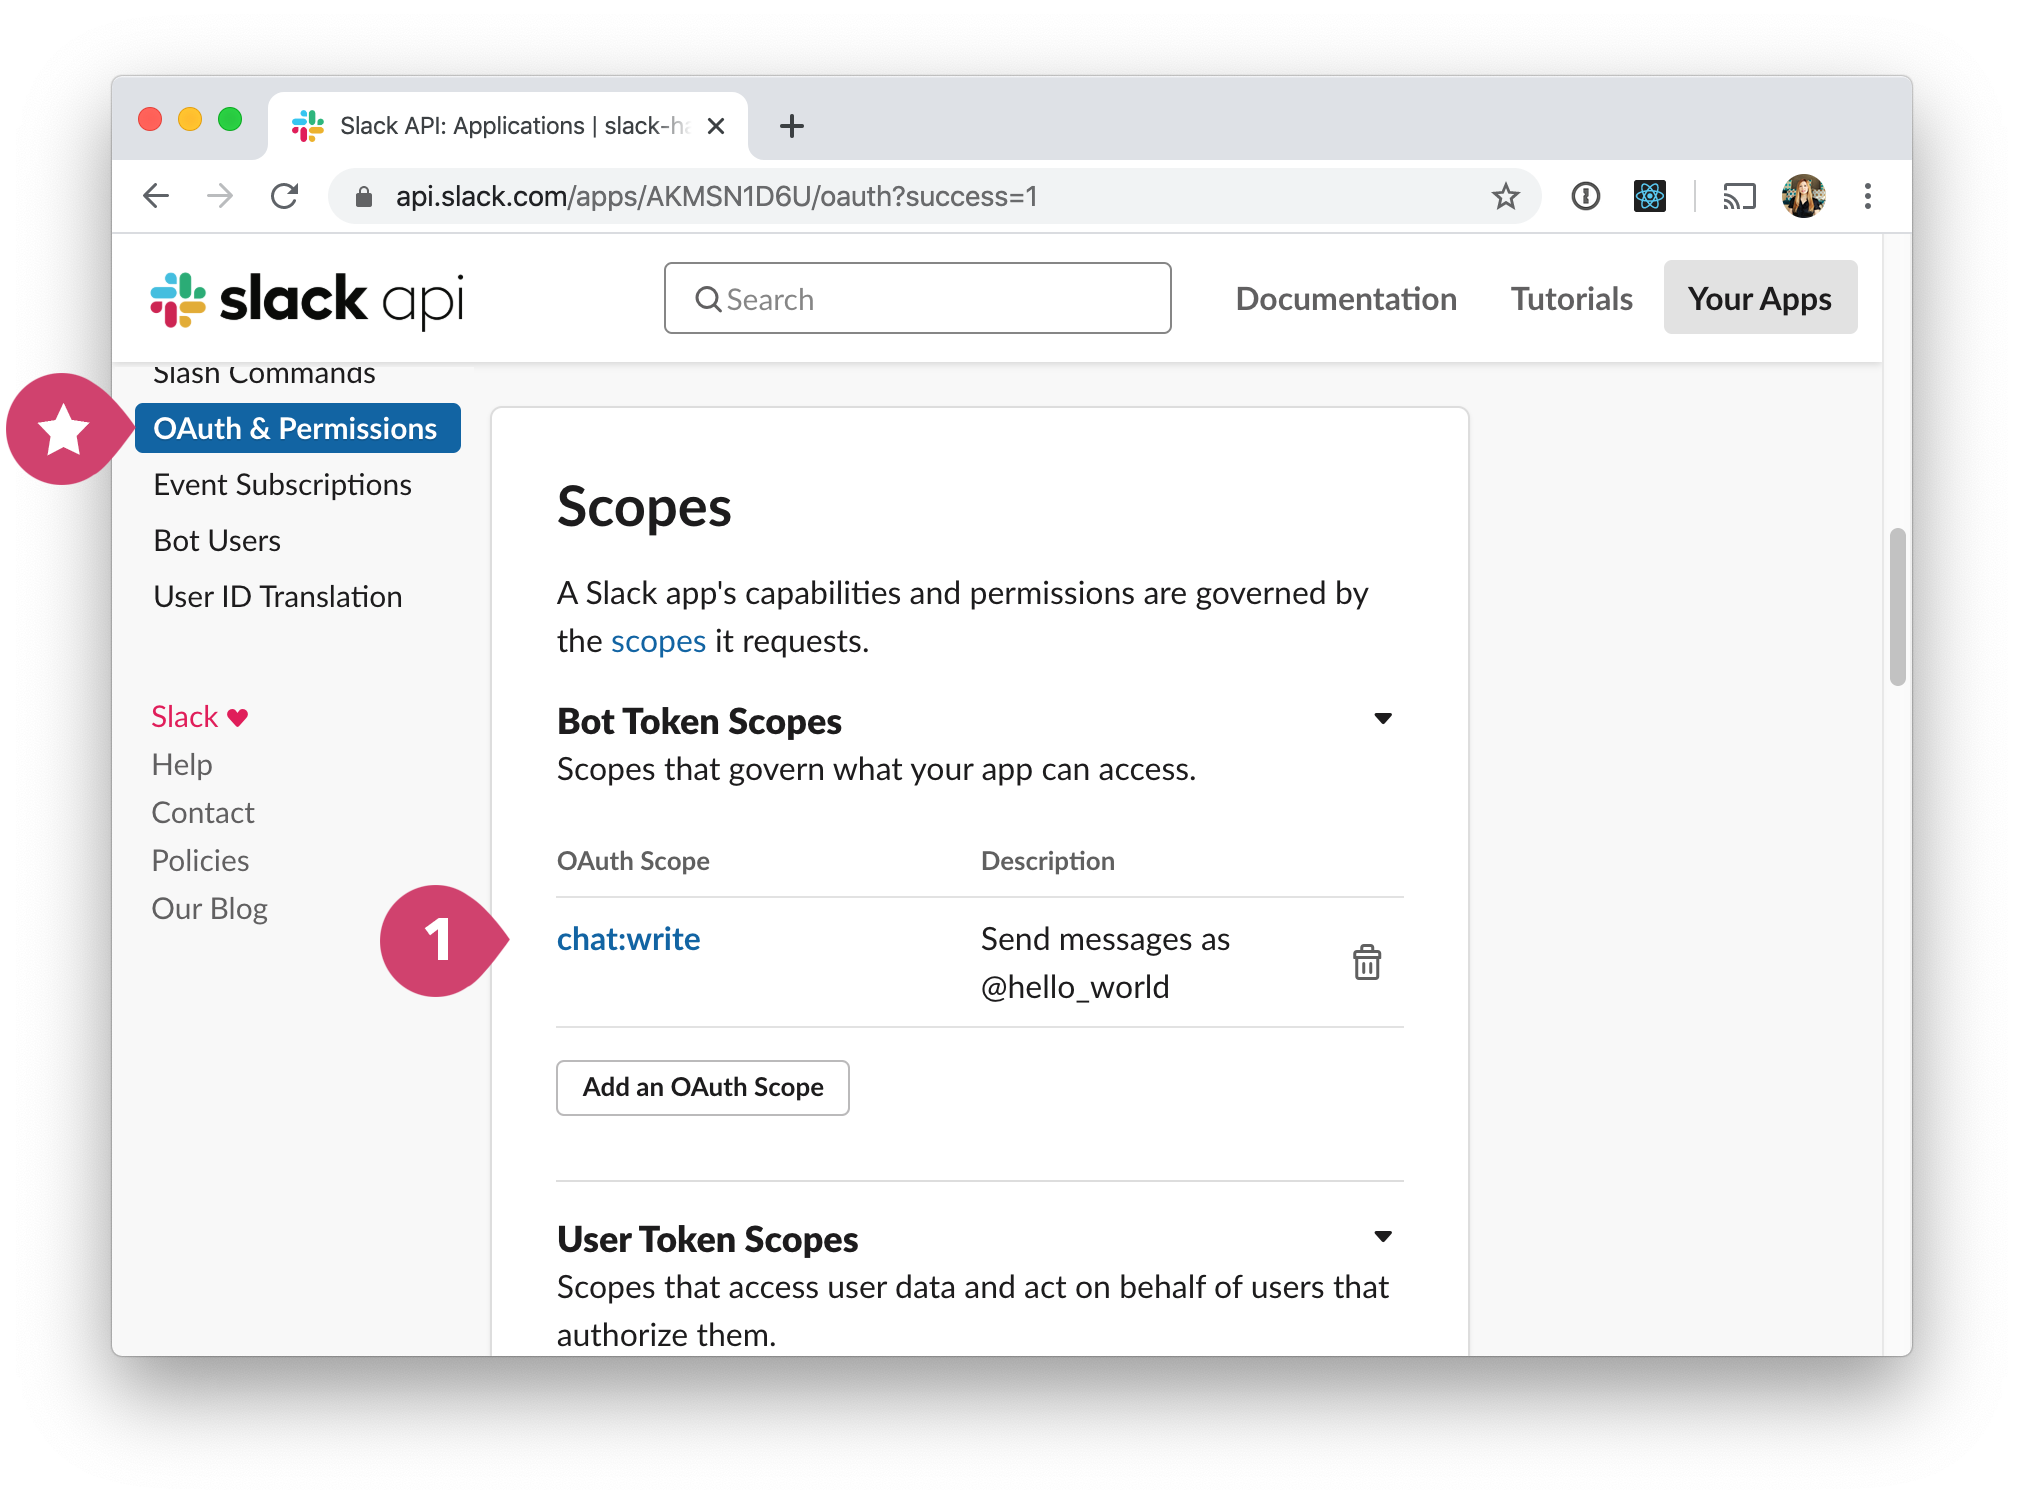 Slack API: Applications | slack-ha
api.slack.com/apps/AKMSN1D6U/oauth?success=1
slack api
Search
Documentation
Tutorials
Your Apps
Slash Commands
OAuth & Permissions
Event Subscriptions
Bot Users
User ID Translation
Slack
Help
Contact
Policies
Our Blog
Scopes
A Slack app's capabilities and permissions are governed by
the scopes it requests.
Bot Token Scopes
Scopes that govern what your app can access.
OAuth Scope
Description
1
chat:write
Send messages as
@hello_world
Add an OAuth Scope
User Token Scopes
Scopes that access user data and act on behalf of users that
authorize them.